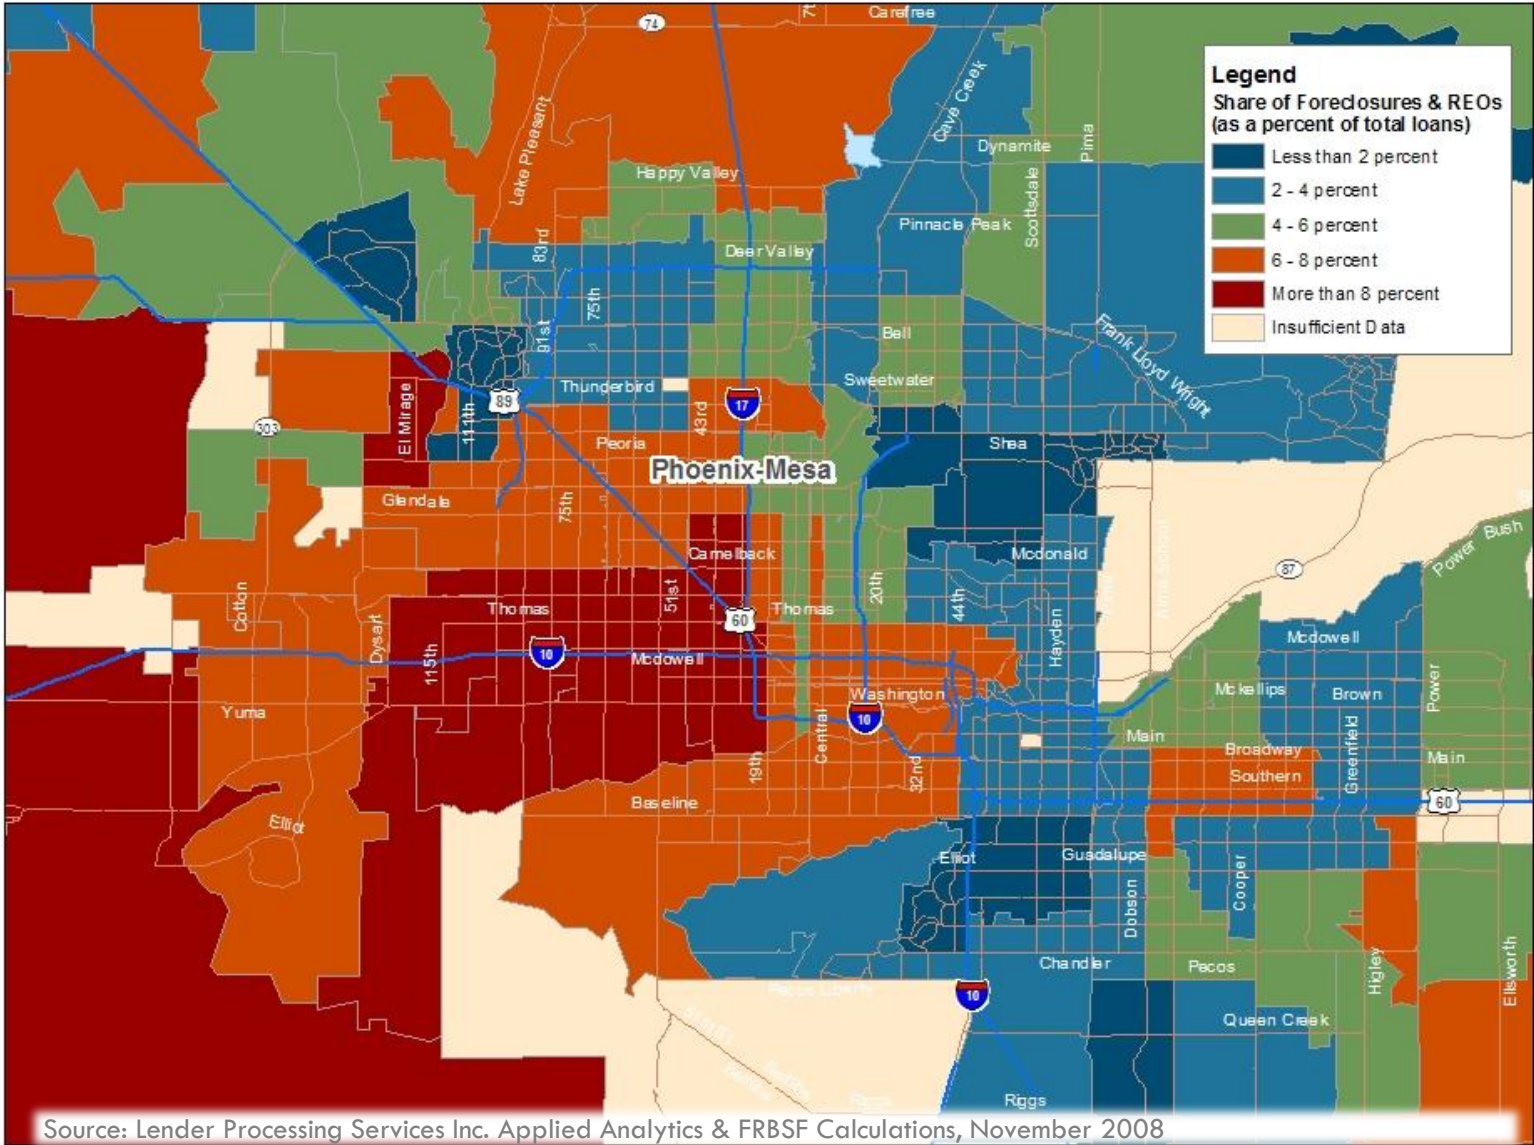 74
7t
Carefree
Legend
Share of Foreclosures & REOs
(as a percent of total loans)
Less than 2 percent
2 - 4 percent
4 - 6 percent
6 - 8 percent
More than 8 percent
Insufficient Data
Lake Pleasant
Cave Creek
Dynamite
Pima
Happy Valley
Scottsdale
Pinnacle Peak
83rd
Deer Valley
75th
91st
Bell
Frank Lloyd Wright
Thunderbird
Sweetwater
89
17
El Mirage
111th
43rd
303
Peoria
Shea
Phoenix-Mesa
Glendale
75th
Camelback
Mcdonald
Power Bush
87
Cotton
51st
20th
44th
Thomas
Thomas
60
Dysart
Hayden
Mcdowell
115th
10
Mcdowell
Power
Washington
Mckellips
Brown
Yuma
10
Central
Main
Broadway
Greenfield
Main
19th
32nd
Southern
Baseline
60
Elliot
Elliot
Guadalupe
Cooper
Dobson
Chandler
Pecos
Higley
Ellsworth
Pecos Liberty
10
Queen Creek
Riggs
Riggs
Source: Lender Processing Services Inc. Applied Analytics & FRBSF Calculations, November 2008